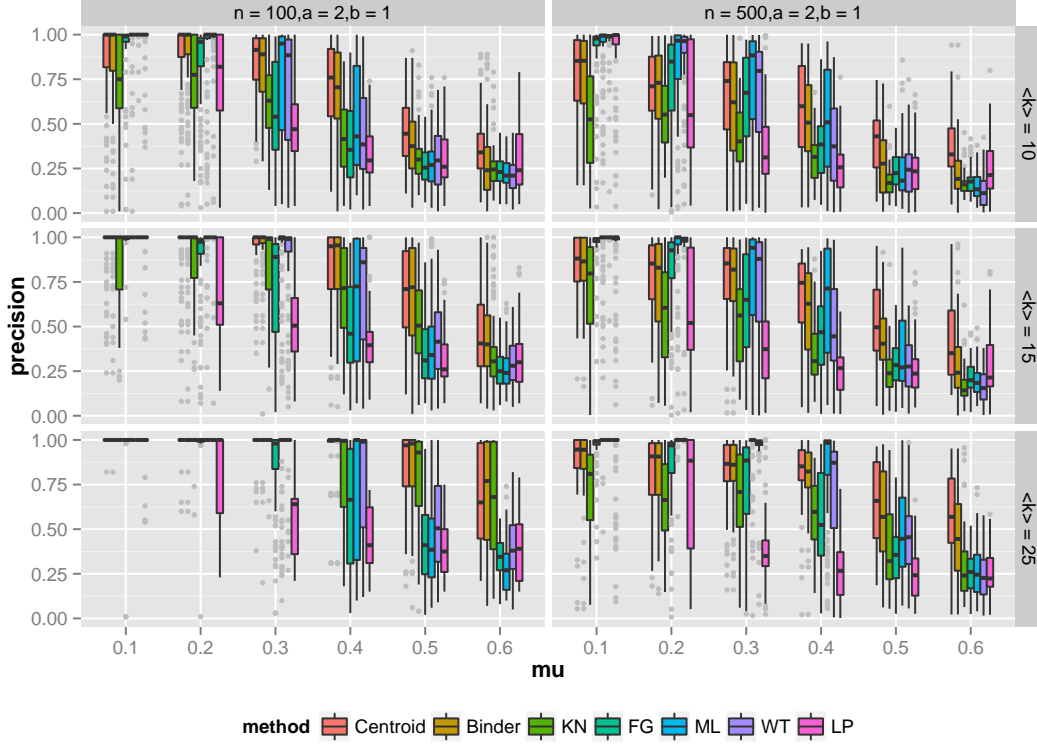 n = 100,a = 2,b = 1
n = 500,a = 2,b = 1
precision
1.00
0.75
0.50
0.25
0.00
<k> = 10
1.00
0.75
0.50
0.25
0.00
<k> = 15
1.00
0.75
0.50
0.25
0.00
<k> = 25
0.1 0.2 0.3 0.4 0.5 0.6
0.1 0.2 0.3 0.4 0.5 0.6
mu
method Centroid Binder KN FG ML WT LP